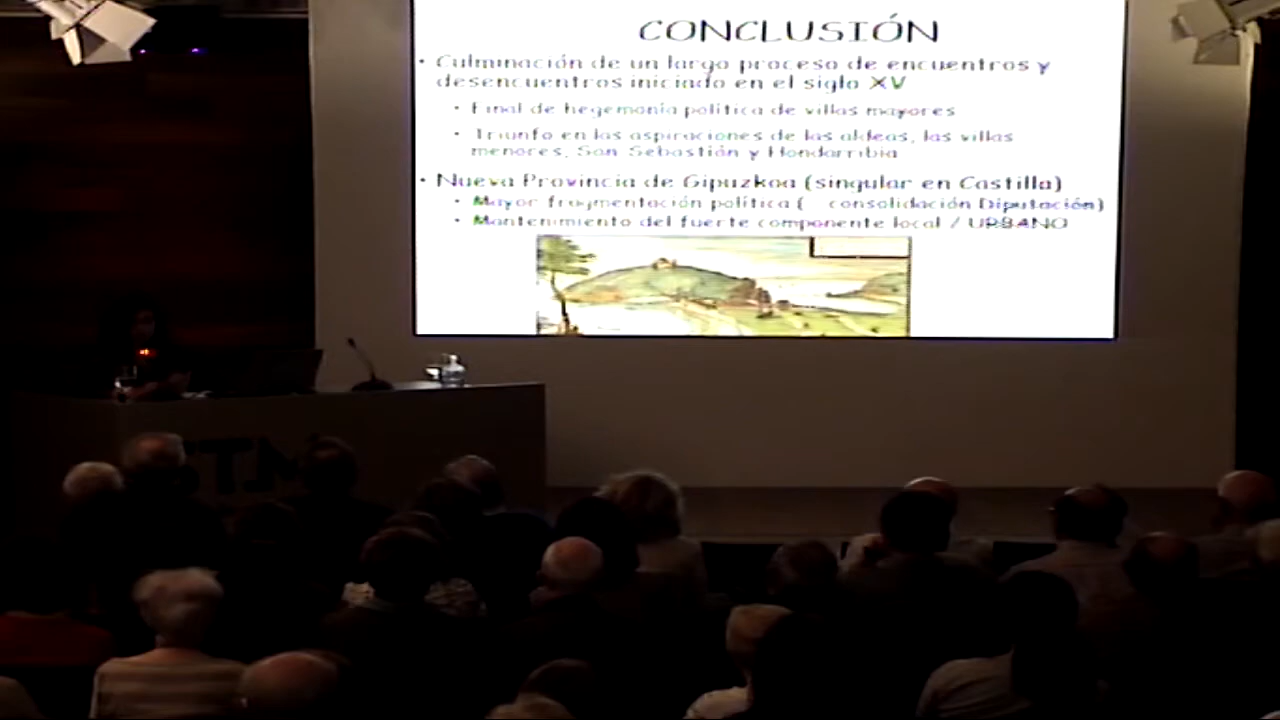 CONCLUSIÓN
• Culminación de un largo proceso de encuentros y
desencuentros iniciado en el siglo XV
• Final de hegemonía política de villas mayores
• Triunfo en las aspiraciones de las aldeas, las villas
menores, San Sebastián y Hondarribia
• Nueva Provincia de Gipuzkoa (singular en Castilla)
• Mayor fragmentación política ( consolidación Diputación)
• Mantenimiento del fuerte componente local / URBANO
TM